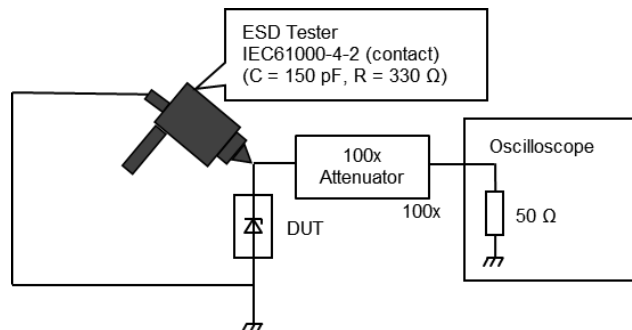 ESD Tester
IEC61000-4-2 (contact)
(C = 150 pF, R = 330 Ω)
100x
Attenuator
100x
Oscilloscope
50 Ω
DUT